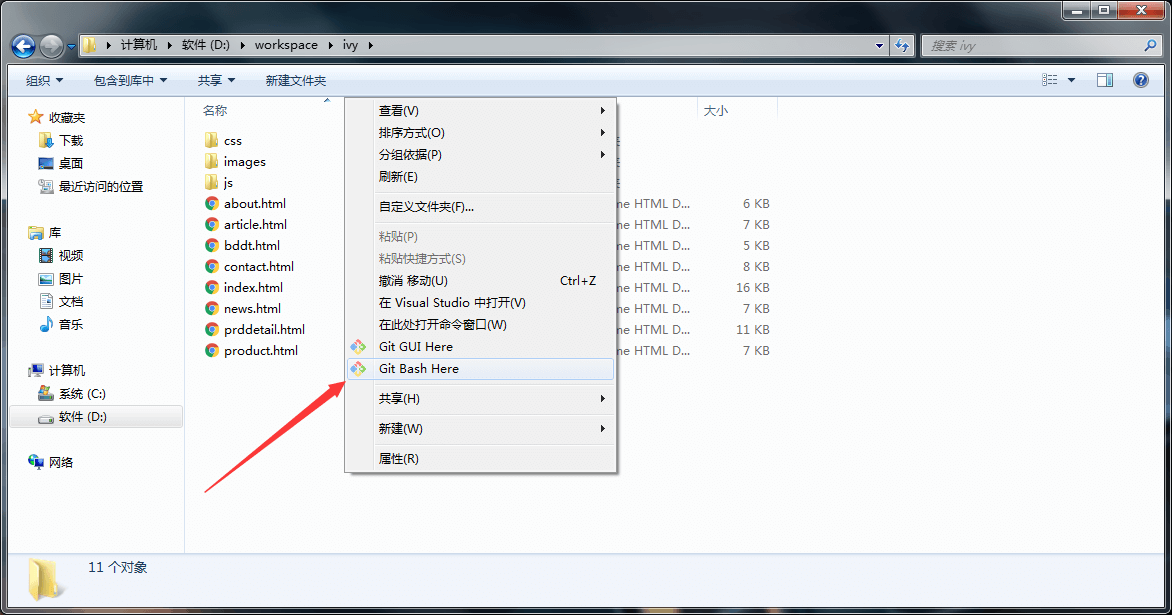 计算机 软件 (D:) workspace ivy
搜索 ivy
组织 包含到库中 共享 新建文件夹
收藏夹
下载
桌面
最近访问的位置
库
视频
图片
文档
音乐
计算机
系统 (C:)
软件 (D:)
网络
名称 大小
css
images
js
about.html ne HTML D... 6 KB
article.html ne HTML D... 7 KB
bddt.html ne HTML D... 5 KB
contact.html ne HTML D... 8 KB
index.html ne HTML D... 16 KB
news.html ne HTML D... 7 KB
prddetail.html ne HTML D... 11 KB
product.html ne HTML D... 7 KB
查看(V)
排序方式(O)
分组依据(P)
刷新(E)
自定义文件夹(F)...
粘贴(P)
粘贴快捷方式(S)
撤消 移动(U) Ctrl+Z
在 Visual Studio 中打开(V)
在此处打开命令窗口(W)
Git GUI Here
Git Bash Here
共享(H)
新建(W)
属性(R)
11 个对象